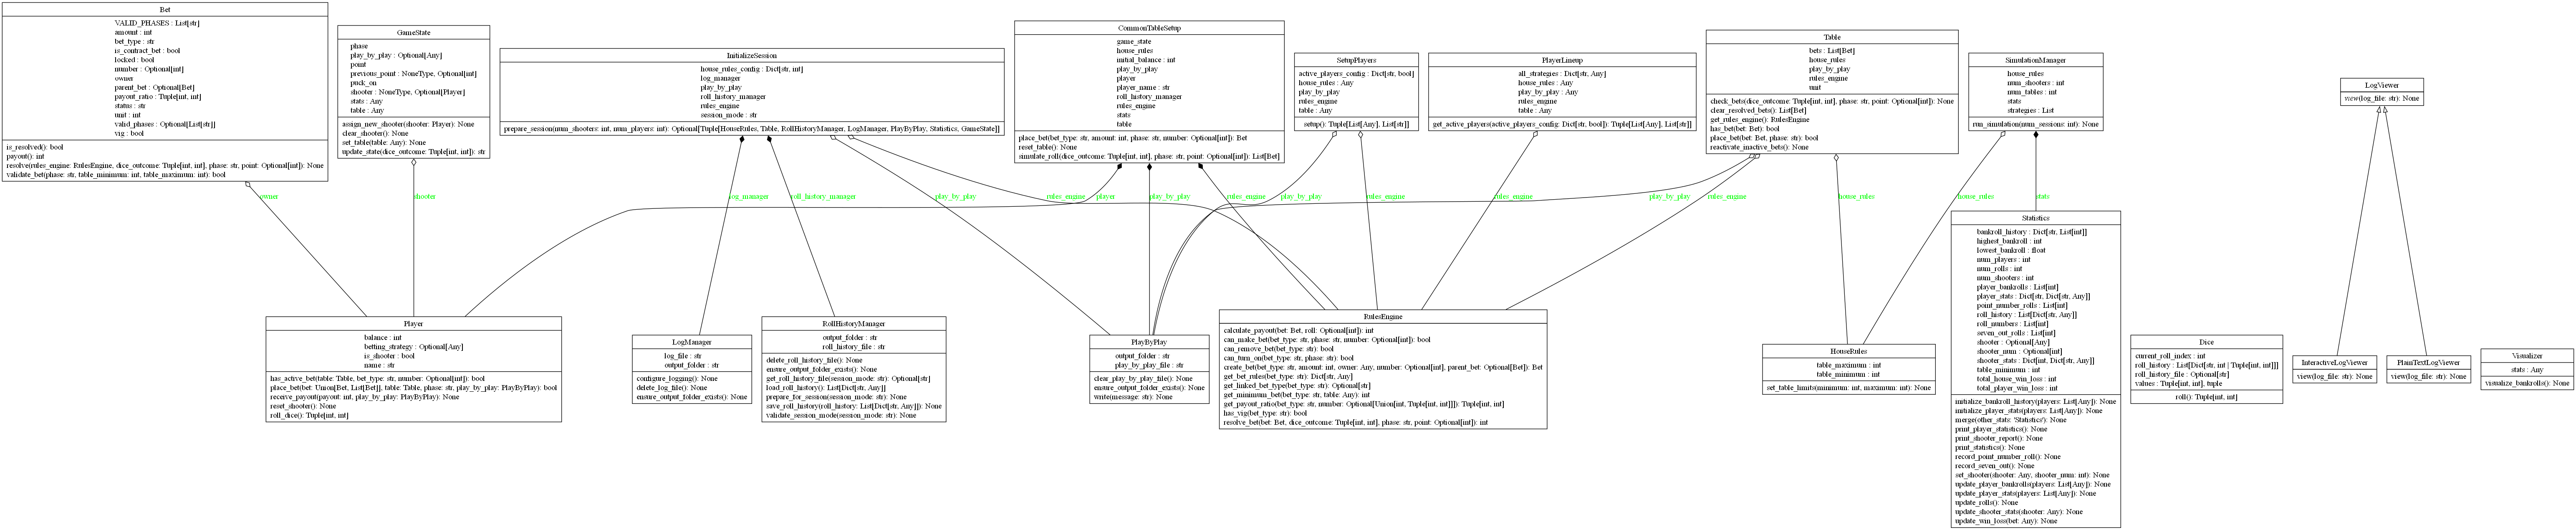 Bet
VALID_PHASES : List[str]
amount : int
bet_type : str
is_contract_bet : bool
locked : bool
number : Optional[int]
owner
parent_bet : Optional[Bet]
payout_ratio : Tuple[int, int]
status : str
unit : int
valid_phases : Optional[List[str]]
vig : bool
is_resolved(): bool
payout(): int
resolve(rules_engine: RulesEngine, dice_outcome: Tuple[int, int], phase: str, point: Optional[int]): None
validate_bet(phase: str, table_minimum: int, table_maximum: int): bool
GameState
phase
play_by_play : Optional[Any]
point
previous_point : NoneType, Optional[int]
puck_on
shooter : NoneType, Optional[Player]
stats : Any
table : Any
assign_new_shooter(shooter: Player): None
clear_shooter(): None
set_table(table: Any): None
update_state(dice_outcome: Tuple[int, int]): str
InitializeSession
house_rules_config : Dict[str, int]
log_manager
play_by_play
roll_history_manager
rules_engine
session_mode : str
prepare_session(num_shooters: int, num_players: int): Optional[Tuple[HouseRules, Table, RollHistoryManager, LogManager, PlayByPlay, Statistics, GameState]]
CommonTableSetup
game_state
house_rules
initial_balance : int
play_by_play
player
player_name : str
roll_history_manager
rules_engine
stats
table
place_bet(bet_type: str, amount: int, phase: str, number: Optional[int]): Bet
reset_table(): None
simulate_roll(dice_outcome: Tuple[int, int], phase: str, point: Optional[int]): List[Bet]
SetupPlayers
active_players_config : Dict[str, bool]
house_rules : Any
play_by_play
rules_engine
table : Any
setup(): Tuple[List[Any], List[str]]
PlayerLineup
all_strategies : Dict[str, Any]
house_rules : Any
play_by_play : Any
rules_engine
table : Any
get_active_players(active_players_config: Dict[str, bool]): Tuple[List[Any], List[str]]
Table
bets : List[Bet]
house_rules
play_by_play
rules_engine
unit
check_bets(dice_outcome: Tuple[int, int], phase: str, point: Optional[int]): None
clear_resolved_bets(): List[Bet]
get_rules_engine(): RulesEngine
has_bet(bet: Bet): bool
place_bet(bet: Bet, phase: str): bool
reactivate_inactive_bets(): None
SimulationManager
house_rules
num_shooters : int
num_tables : int
stats
strategies : List
run_simulation(num_sessions: int): None
LogViewer
view(log_file: str): None
owner
shooter
log_manager
roll_history_manager
play_by_play
rules_engine
player
play_by_play
rules_engine
play_by_play
rules_engine
rules_engine
play_by_play
rules_engine
house_rules
house_rules
stats
Player
balance : int
betting_strategy : Optional[Any]
is_shooter : bool
name : str
has_active_bet(table: Table, bet_type: str, number: Optional[int]): bool
place_bet(bet: Union[Bet, List[Bet]], table: Table, phase: str, play_by_play: PlayByPlay): bool
receive_payout(payout: int, play_by_play: PlayByPlay): None
reset_shooter(): None
roll_dice(): Tuple[int, int]
LogManager
log_file : str
output_folder : str
configure_logging(): None
delete_log_file(): None
ensure_output_folder_exists(): None
RollHistoryManager
output_folder : str
roll_history_file : str
delete_roll_history_file(): None
ensure_output_folder_exists(): None
get_roll_history_file(session_mode: str): Optional[str]
load_roll_history(): List[Dict[str, Any]]
prepare_for_session(session_mode: str): None
save_roll_history(roll_history: List[Dict[str, Any]]): None
validate_session_mode(session_mode: str): None
PlayByPlay
output_folder : str
play_by_play_file : str
clear_play_by_play_file(): None
ensure_output_folder_exists(): None
write(message: str): None
RulesEngine
calculate_payout(bet: Bet, roll: Optional[int]): int
can_make_bet(bet_type: str, phase: str, number: Optional[int]): bool
can_remove_bet(bet_type: str): bool
can_turn_on(bet_type: str, phase: str): bool
create_bet(bet_type: str, amount: int, owner: Any, number: Optional[int], parent_bet: Optional[Bet]): Bet
get_bet_rules(bet_type: str): Dict[str, Any]
get_linked_bet_type(bet_type: str): Optional[str]
get_minimum_bet(bet_type: str, table: Any): int
get_payout_ratio(bet_type: str, number: Optional[Union[int, Tuple[int, int]]]): Tuple[int, int]
has_vig(bet_type: str): bool
resolve_bet(bet: Bet, dice_outcome: Tuple[int, int], phase: str, point: Optional[int]): int
HouseRules
table_maximum : int
table_minimum : int
set_table_limits(minimum: int, maximum: int): None
Statistics
bankroll_history : Dict[str, List[int]]
highest_bankroll : int
lowest_bankroll : float
num_players : int
num_rolls : int
num_shooters : int
player_bankrolls : List[int]
player_stats : Dict[str, Dict[str, Any]]
point_number_rolls : List[int]
roll_history : List[Dict[str, Any]]
roll_numbers : List[int]
seven_out_rolls : List[int]
shooter : Optional[Any]
shooter_num : Optional[int]
shooter_stats : Dict[int, Dict[str, Any]]
table_minimum : int
total_house_win_loss : int
total_player_win_loss : int
initialize_bankroll_history(players: List[Any]): None
initialize_player_stats(players: List[Any]): None
merge(other_stats: 'Statistics'): None
print_player_statistics(): None
print_shooter_report(): None
print_statistics(): None
record_point_number_roll(): None
record_seven_out(): None
set_shooter(shooter: Any, shooter_num: int): None
update_player_bankrolls(players: List[Any]): None
update_player_stats(players: List[Any]): None
update_rolls(): None
update_shooter_stats(shooter: Any): None
update_win_loss(bet: Any): None
Dice
current_roll_index : int
roll_history : List[Dict[str, int | Tuple[int, int]]]
roll_history_file : Optional[str]
values : Tuple[int, int], tuple
roll(): Tuple[int, int]
InteractiveLogViewer
view(log_file: str): None
PlainTextLogViewer
view(log_file: str): None
Visualizer
stats : Any
visualize_bankrolls(): None